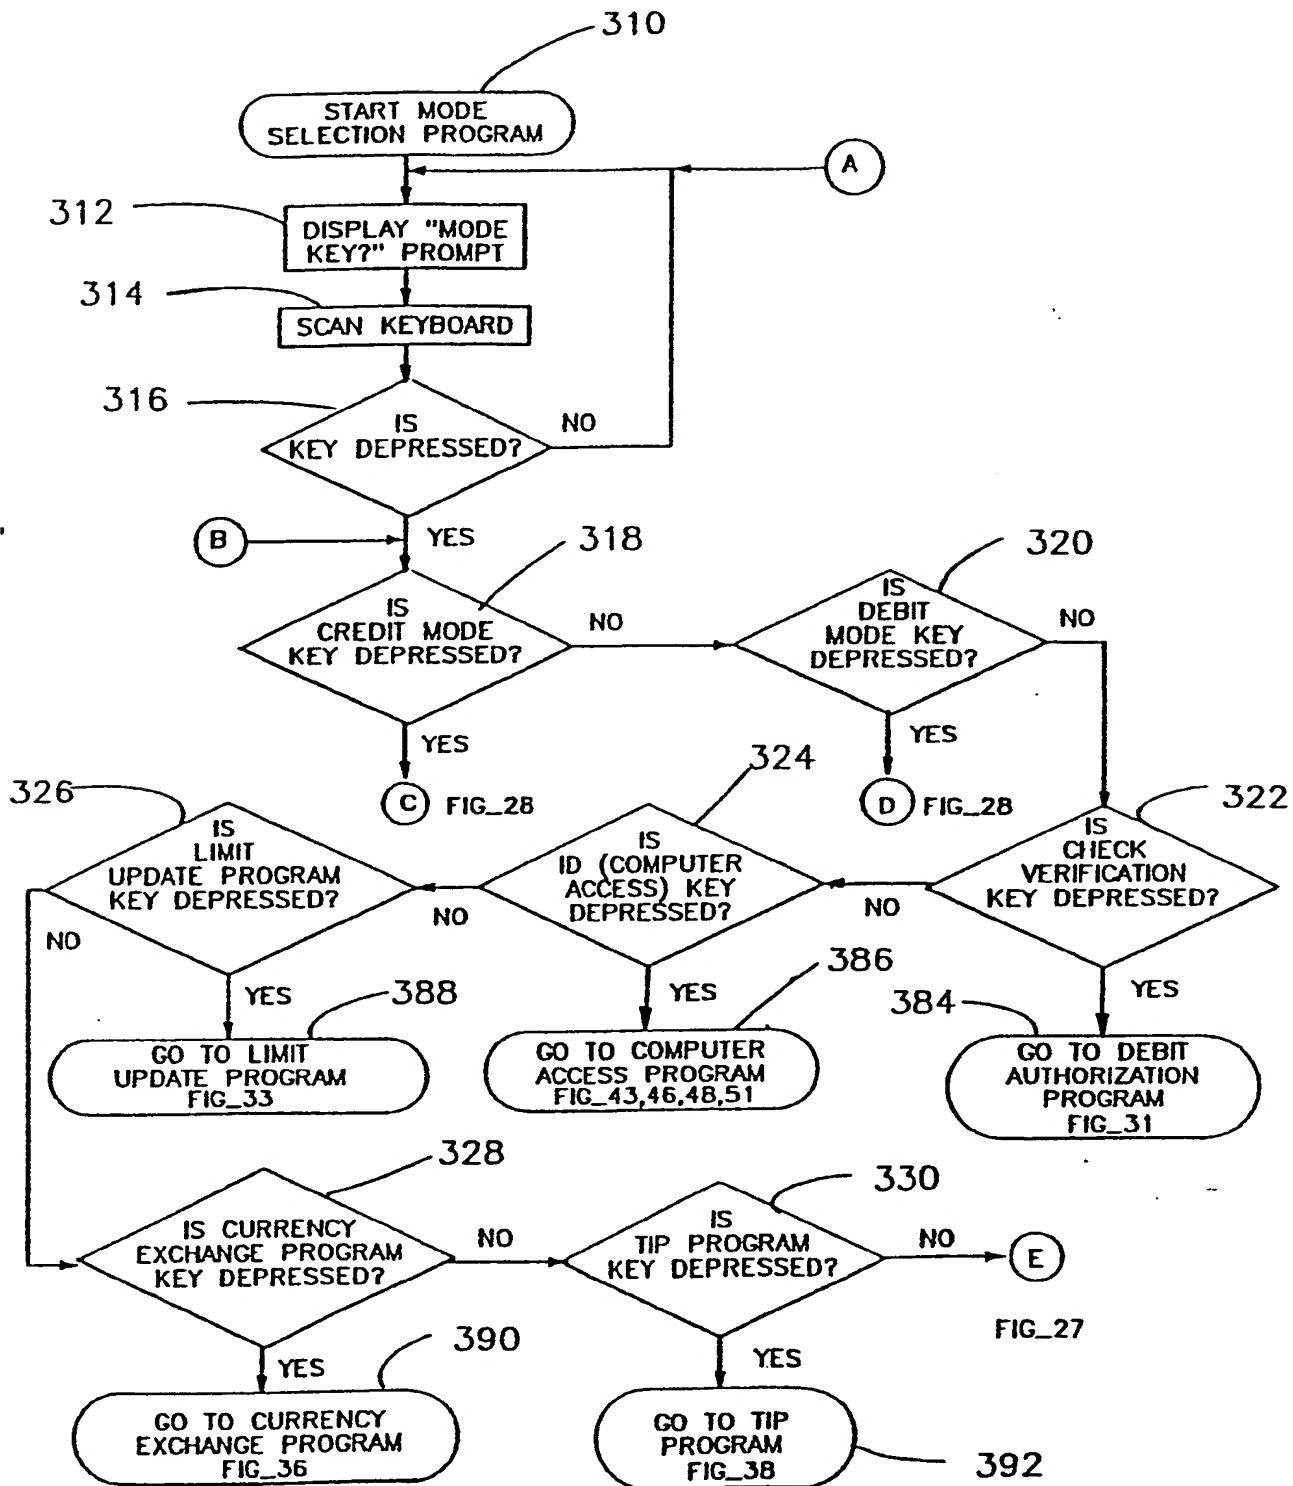 310
START MODE
SELECTION PROGRAM
A
312
DISPLAY "MODE
KEY?" PROMPT
314
SCAN KEYBOARD
316
IS
KEY DEPRESSED?
NO
B
YES
318
320
IS
CREDIT MODE
KEY DEPRESSED?
NO
IS
DEBIT
MODE KEY
DEPRESSED?
NO
YES
YES
C FIG_28
D FIG_28
326
324
322
IS
LIMIT
UPDATE PROGRAM
KEY DEPRESSED?
NO
IS
ID (COMPUTER
ACCESS) KEY
DEPRESSED?
NO
IS
CHECK
VERIFICATION
KEY DEPRESSED?
NO
YES
388
YES
386
YES
384
GO TO LIMIT
UPDATE PROGRAM
FIG_33
GO TO COMPUTER
ACCESS PROGRAM
FIG_43,46,48,51
GO TO DEBIT
AUTHORIZATION
PROGRAM
FIG_31
328
330
IS CURRENCY
EXCHANGE PROGRAM
KEY DEPRESSED?
NO
IS
TIP PROGRAM
KEY DEPRESSED?
NO
E
FIG_27
YES
390
YES
GO TO CURRENCY
EXCHANGE PROGRAM
FIG_36
GO TO TIP
PROGRAM
FIG_38
392